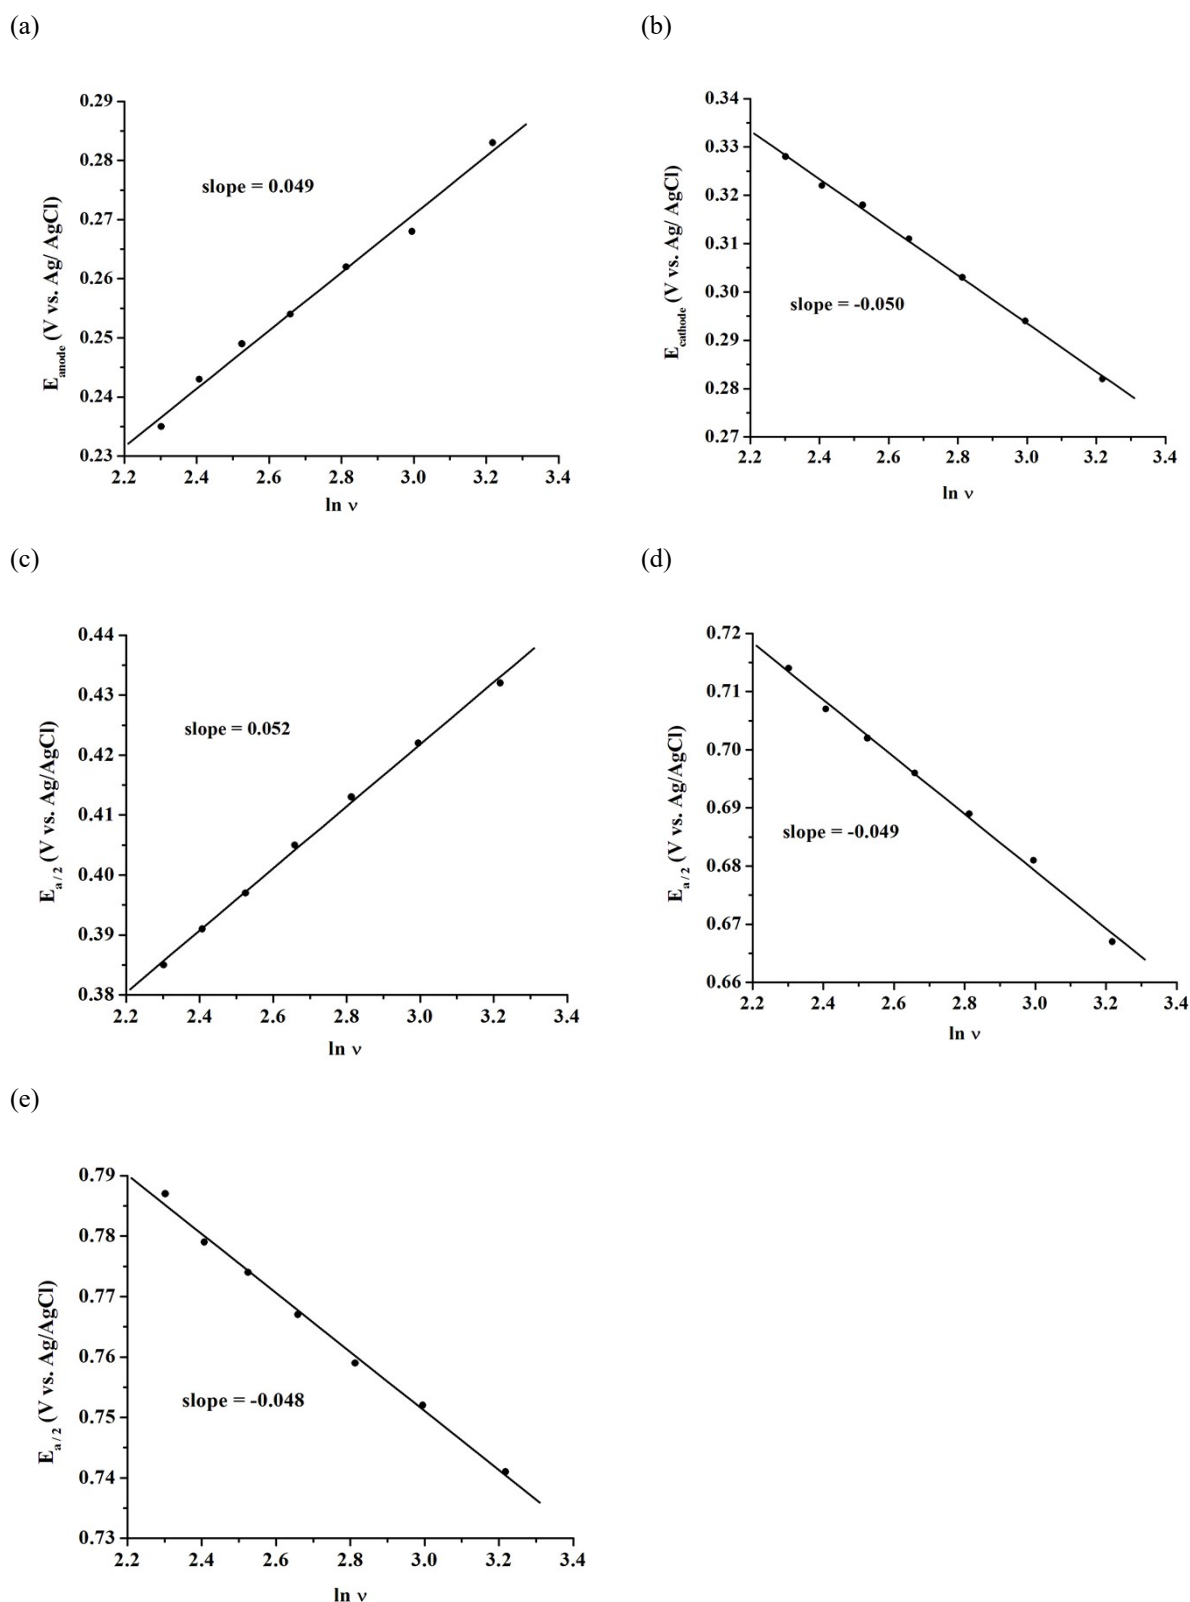 (a)
(b)
0.29
0.28
0.27
0.26
0.25
0.24
0.23
E_anode (V vs. Ag/ AgCl)
slope = 0.049
2.2 2.4 2.6 2.8 3.0 3.2 3.4
ln ν
0.34
0.33
0.32
0.31
0.30
0.29
0.28
0.27
E_cathode (V vs. Ag/ AgCl)
slope = -0.050
2.2 2.4 2.6 2.8 3.0 3.2 3.4
ln ν
(c)
(d)
0.44
0.43
0.42
0.41
0.40
0.39
0.38
E_a / 2 (V vs. Ag/AgCl)
slope = 0.052
2.2 2.4 2.6 2.8 3.0 3.2 3.4
ln ν
0.72
0.71
0.70
0.69
0.68
0.67
0.66
E_a / 2 (V vs. Ag/AgCl)
slope = -0.049
2.2 2.4 2.6 2.8 3.0 3.2 3.4
ln ν
(e)
0.79
0.78
0.77
0.76
0.75
0.74
0.73
E_a / 2 (V vs. Ag/AgCl)
slope = -0.048
2.2 2.4 2.6 2.8 3.0 3.2 3.4
ln ν